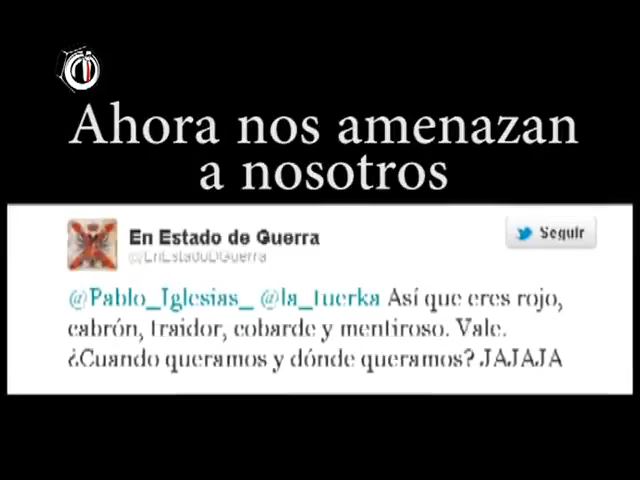 Ahora nos amenazan
a nosotros
En Estado de Guerra
Seguir
@EnEstadoDGuerra
@Pablo_Iglesias_ @la_tuerka Así que eres rojo,
cabrón, traidor, cobarde y mentiroso. Vale.
¿Cuando queramos y dónde queramos? JAJAJA